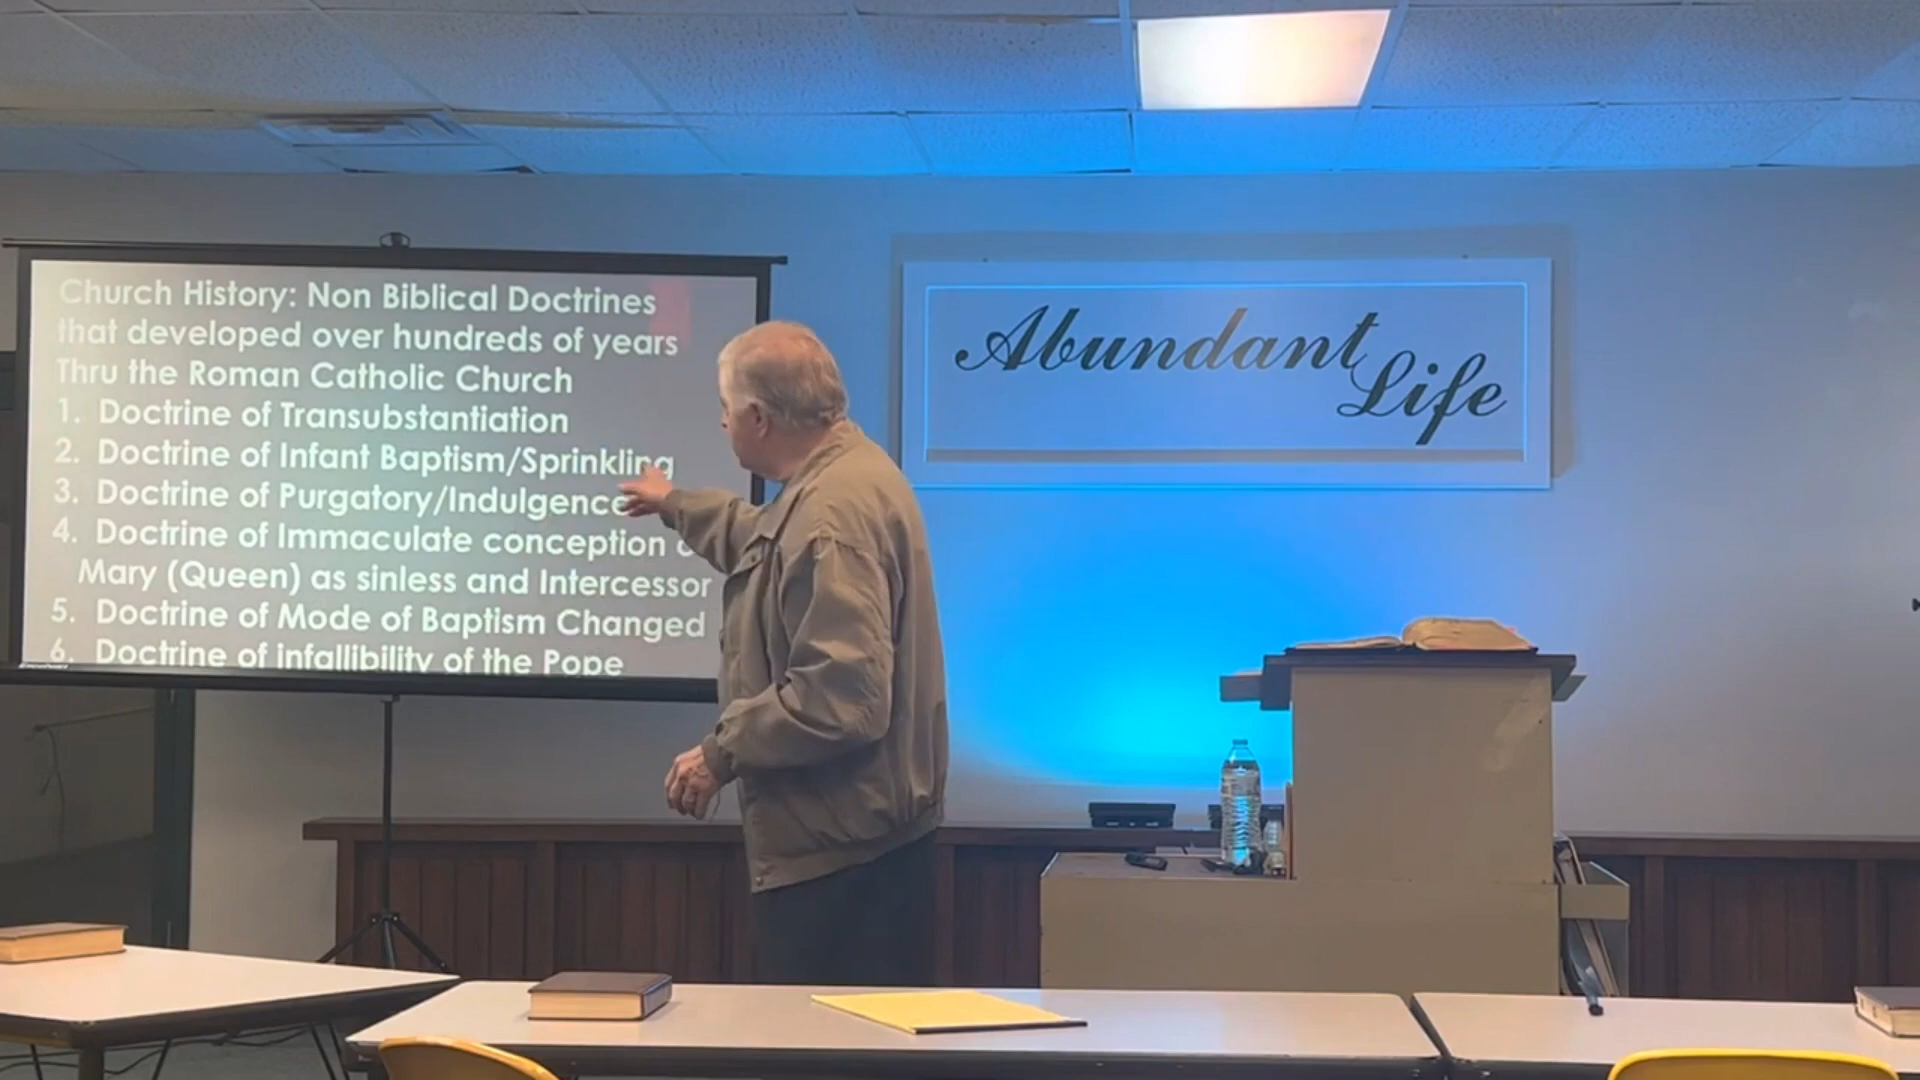 Church History: Non Biblical Doctrines
that developed over hundreds of years
Thru the Roman Catholic Church
1. Doctrine of Transubstantiation
2. Doctrine of Infant Baptism/Sprinkling
3. Doctrine of Purgatory/Indulgence
4. Doctrine of Immaculate conception
Mary (Queen) as sinless and Intercessor
5. Doctrine of Mode of Baptism Changed
6. Doctrine of infallibility of the Pope
Abundant
Life